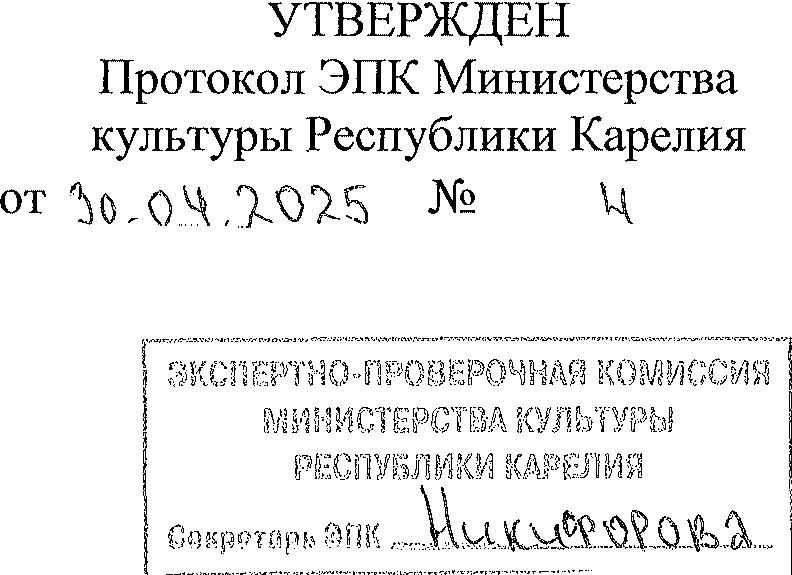 УТВЕРЖДЕН
Протокол ЭПК Министерства
культуры Республики Карелия
от 30.04.2025 № 4
ЭКСПЕРТНО-ПРОВЕРОЧНАЯ КОМИССИЯ
МИНИСТЕРСТВА КУЛЬТУРЫ
РЕСПУБЛИКИ КАРЕЛИЯ
Секретарь ЭПК Никифорова